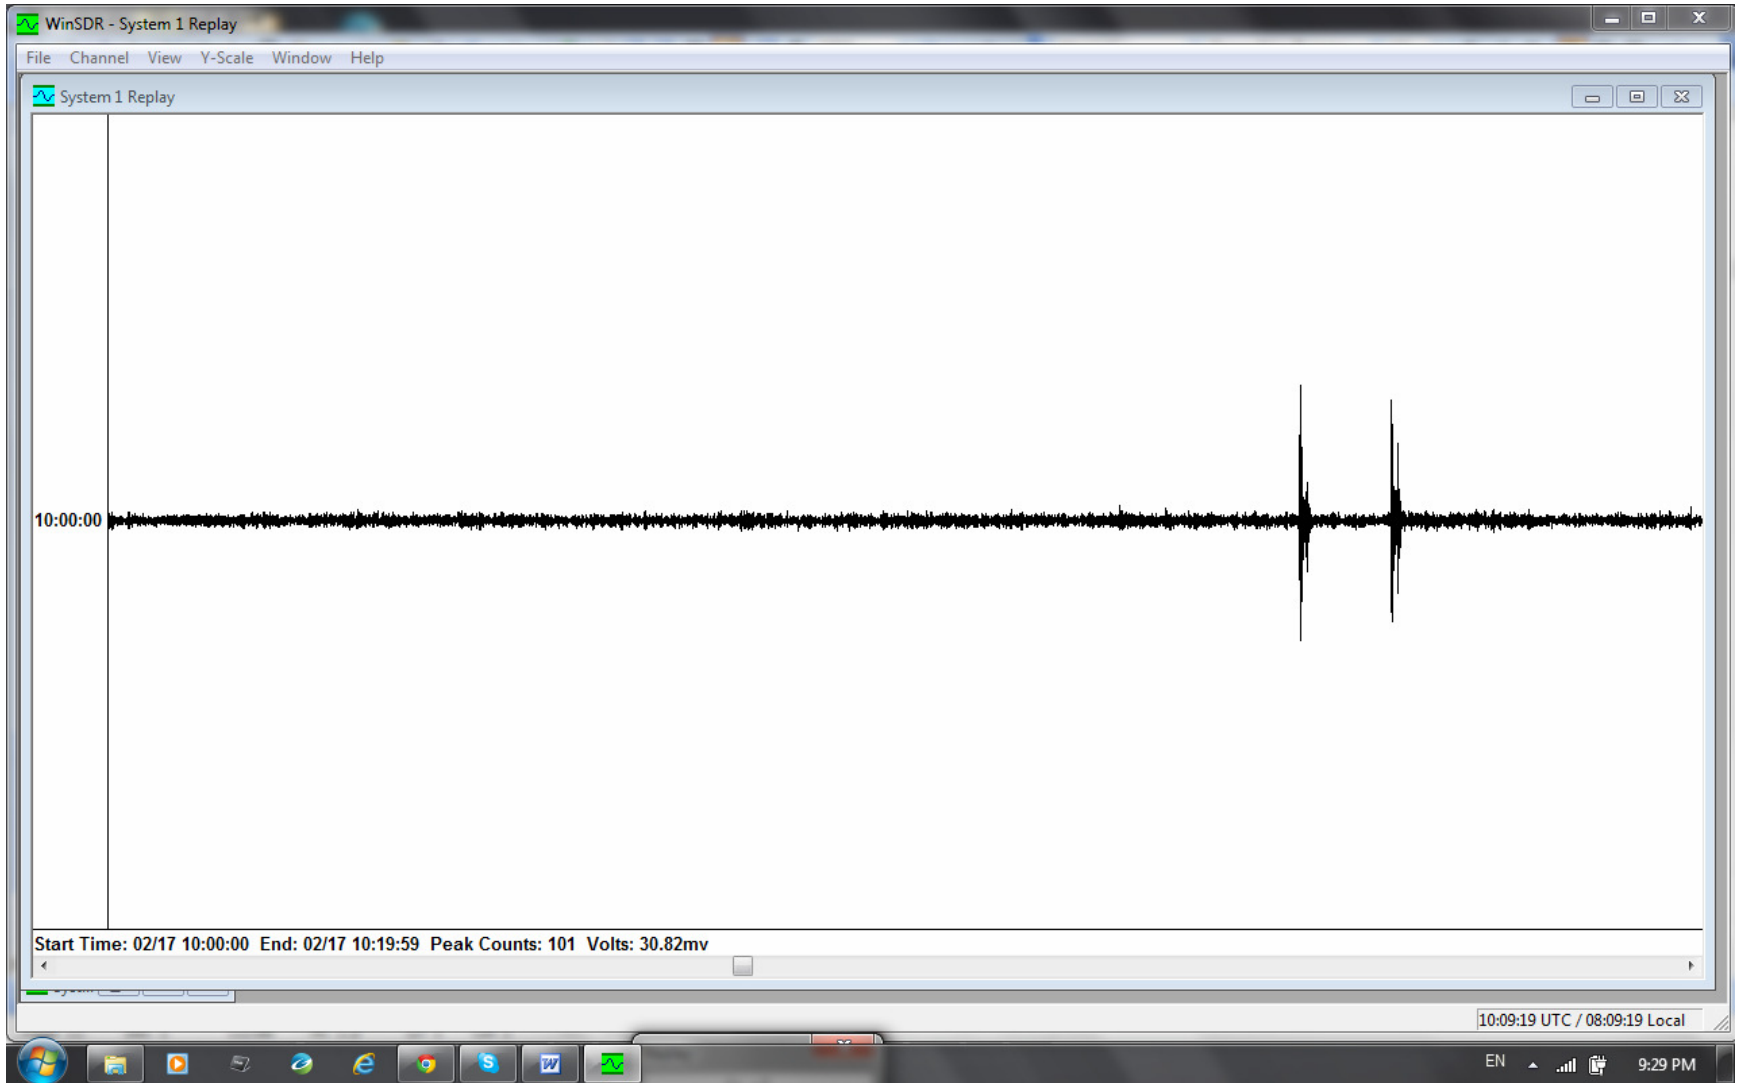 WinSDR - System 1 Replay
File Channel View Y-Scale Window Help
System 1 Replay
10:00:00
Start Time: 02/17 10:00:00 End: 02/17 10:19:59 Peak Counts: 101 Volts: 30.82mv
10:09:19 UTC / 08:09:19 Local
EN
9:29 PM